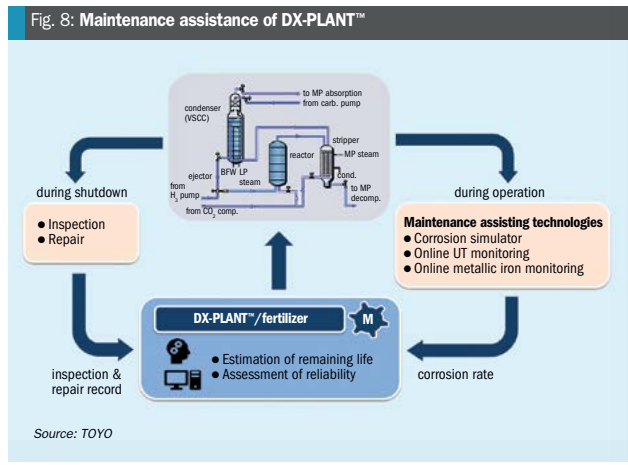 Fig. 8: Maintenance assistance of DX-PLANT™
to MP absorption
from carb. pump
condenser
(VSCC)
stripper
reactor
MP steam
ejector
BFW LP
steam
cond.
from
H2 pump
to MP
decomp.
from CO2 comp.
during shutdown
● Inspection
● Repair
during operation
Maintenance assisting technologies
● Corrosion simulator
● Online UT monitoring
● Online metallic iron monitoring
DX-PLANT™/fertilizer
M
● Estimation of remaining life
● Assessment of reliability
inspection &
repair record
corrosion rate
Source: TOYO